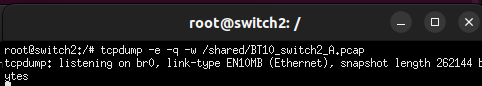 root@switch2: /
root@switch2:/# tcpdump -e -q -w /shared/BT10_switch2_A.pcap
tcpdump: listening on br0, link-type EN10MB (Ethernet), snapshot length 262144 b
ytes